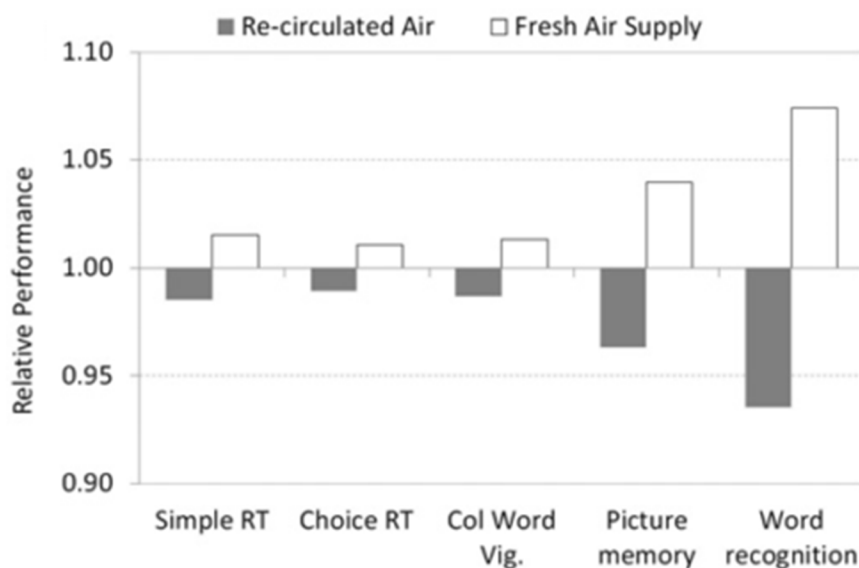 Re-circulated Air Fresh Air Supply
Relative Performance
1.10
1.05
1.00
0.95
0.90
Simple RT Choice RT Col Word Vig. Picture memory Word recognition